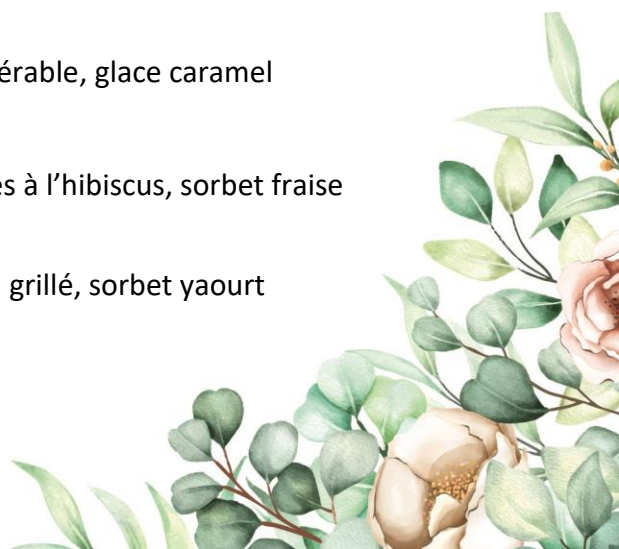 érable, glace caramel
es à l’hibiscus, sorbet fraise
grillé, sorbet yaourt